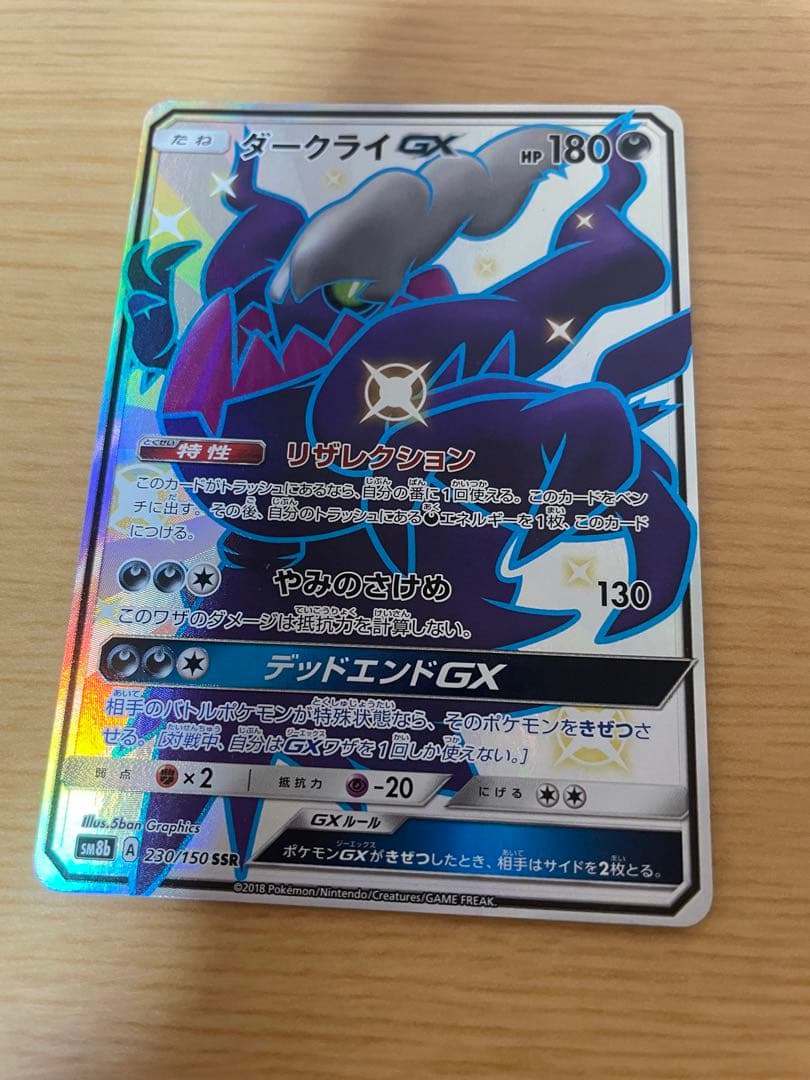 たね ダークライGX HP 180
とくせい
特性 リザレクション
このカードがトラッシュにあるなら、自分の番に1回使える。このカードをベン
チに出す。その後、自分のトラッシュにあるエネルギーを1枚、このカード
につける。
やみのさけめ 130
このワザのダメージは抵抗力を計算しない。
デッドエンドGX
相手のバトルポケモンが特殊状態なら、そのポケモンをきぜつさ
せる。[対戦中、自分はGXワザを1回しか使えない。]
弱点 ×2 抵抗力 -20 にげる
Illus. 5ban Graphics
GXルール
sm8b A 230/150 SSR
ポケモンGXがきぜつしたとき、相手はサイドを2枚とる。
©2018 Pokémon/Nintendo/Creatures/GAME FREAK.